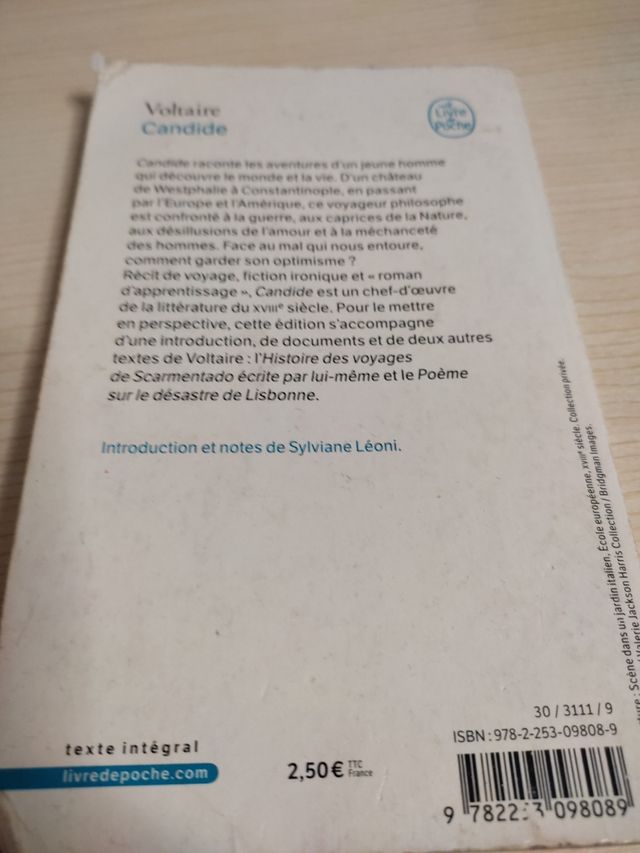 Voltaire
Candide
Le
Livre
de
Poche
Candide raconte les aventures d'un jeune homme
qui découvre le monde et la vie. D'un château
de Westphalie à Constantinople, en passant
par l'Europe et l'Amérique, ce voyageur philosophe
est confronté à la guerre, aux caprices de la Nature,
aux désillusions de l'amour et à la méchanceté
des hommes. Face au mal qui nous entoure,
comment garder son optimisme ?
Récit de voyage, fiction ironique et « roman
d'apprentissage », Candide est un chef-d'œuvre
de la littérature du XVIIIe siècle. Pour le mettre
en perspective, cette édition s'accompagne
d'une introduction, de documents et de deux autres
textes de Voltaire : l'Histoire des voyages
de Scarmentado écrite par lui-même et le Poème
sur le désastre de Lisbonne.
Introduction et notes de Sylviane Léoni.
: Scène dans un jardin italien, École européenne, XVIIIe siècle. Collection privée.
Valerie Jackson Harris Collection / Bridgman Images.
texte intégral
livredepoche.com
2,50 € TTC
France
30 / 3111 / 9
ISBN : 978-2-253-09808-9
9 782253 098089